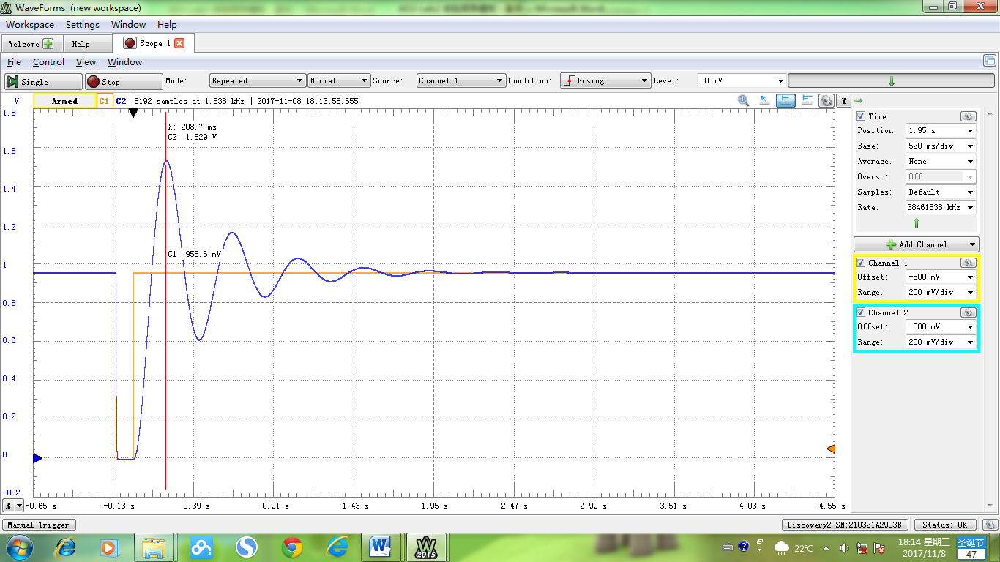 WaveForms (new workspace)
Workspace Settings Window Help
Welcome Help Scope 1
File Control View Window
Single Stop Mode: Repeated Normal Source: Channel 1 Condition: Rising Level: 50 mV
V Armed C1 C2 8192 samples at 1.538 kHz | 2017-11-08 18:13:55.655 Y
1.8
1.6
1.4
1.2
1
0.8
0.6
0.4
0.2
0
-0.2
X: 208.7 ms
C2: 1.529 V
C1: 956.6 mV
X -0.65 s -0.13 s 0.39 s 0.91 s 1.43 s 1.95 s 2.47 s 2.99 s 3.51 s 4.03 s 4.55 s
Time
Position: 1.95 s
Base: 520 ms/div
Average: None
Overs.: Off
Samples: Default
Rate: 38461538 kHz
Add Channel
Channel 1
Offset: -800 mV
Range: 200 mV/div
Channel 2
Offset: -800 mV
Range: 200 mV/div
Manual Trigger Discovery2 SN:210321A29C3B Status: OK
W 2015 22℃ 18:14 星期三 圣诞节
2017/11/8 47